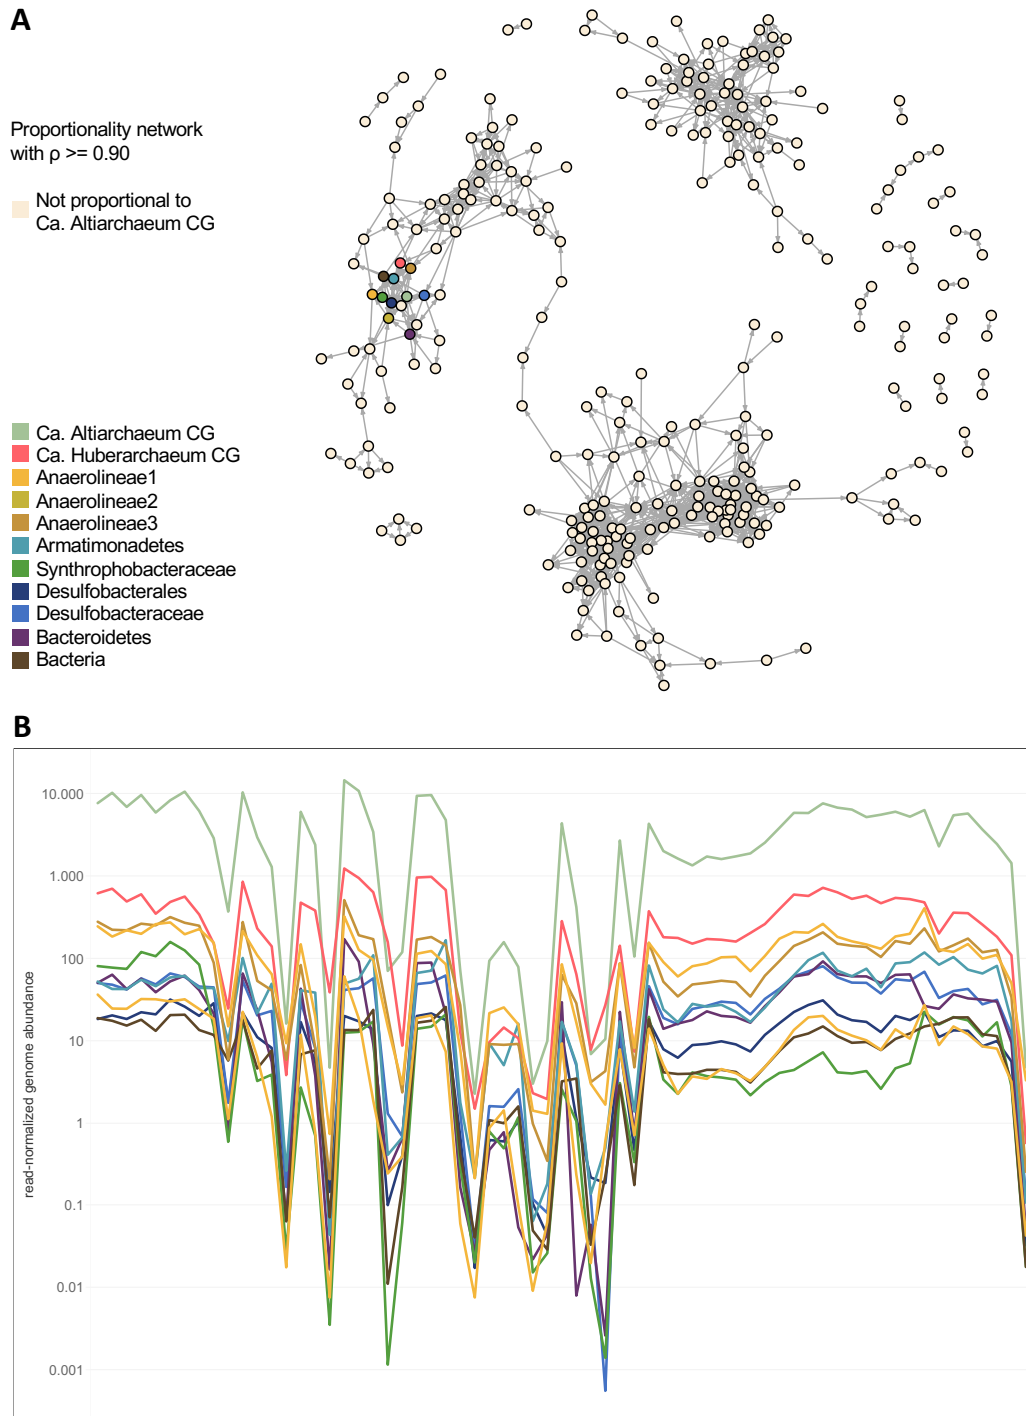 A
Proportionality network
with ρ >= 0.90
Not proportional to
Ca. Altiarchaeum CG
Ca. Altiarchaeum CG
Ca. Huberarchaeum CG
Anaerolineae1
Anaerolineae2
Anaerolineae3
Armatimonadetes
Synthrophobacteraceae
Desulfobacterales
Desulfobacteraceae
Bacteroidetes
Bacteria
B
read-normalized genome abundance
10.000
1.000
100
10
1
0.1
0.01
0.001